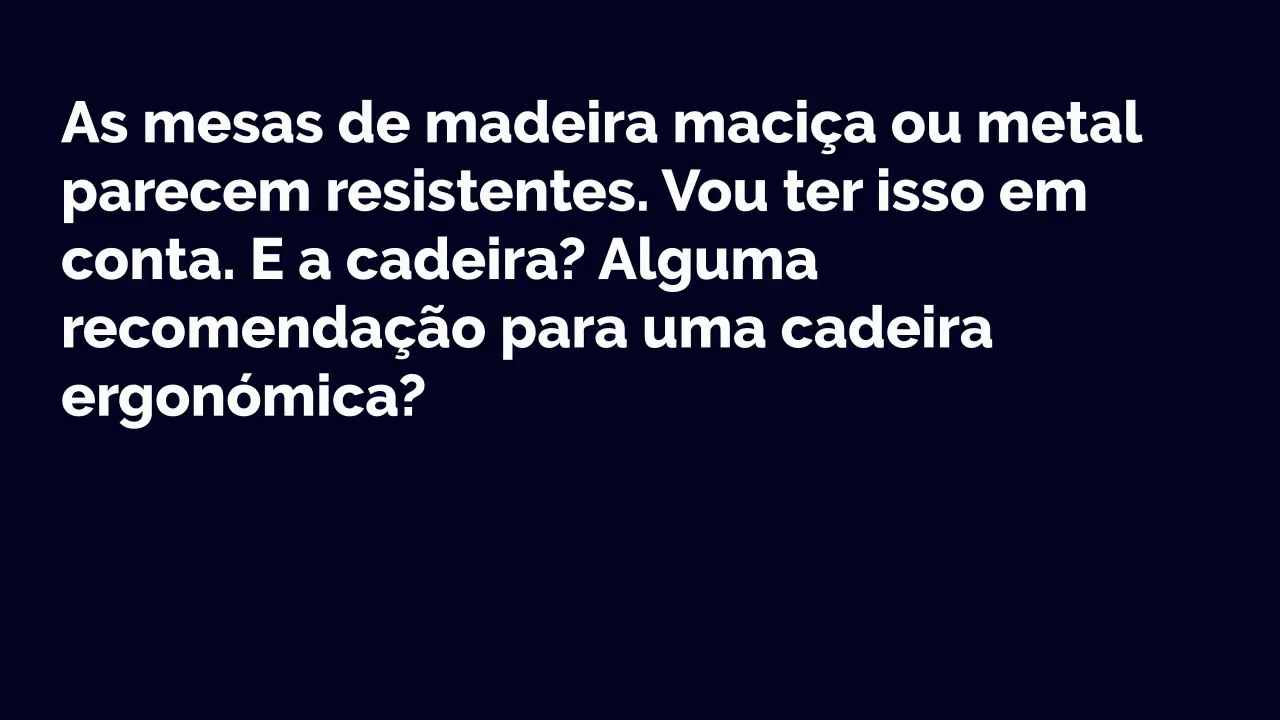 As mesas de madeira maciça ou metal
parecem resistentes. Vou ter isso em
conta. E a cadeira? Alguma
recomendação para uma cadeira
ergonómica?